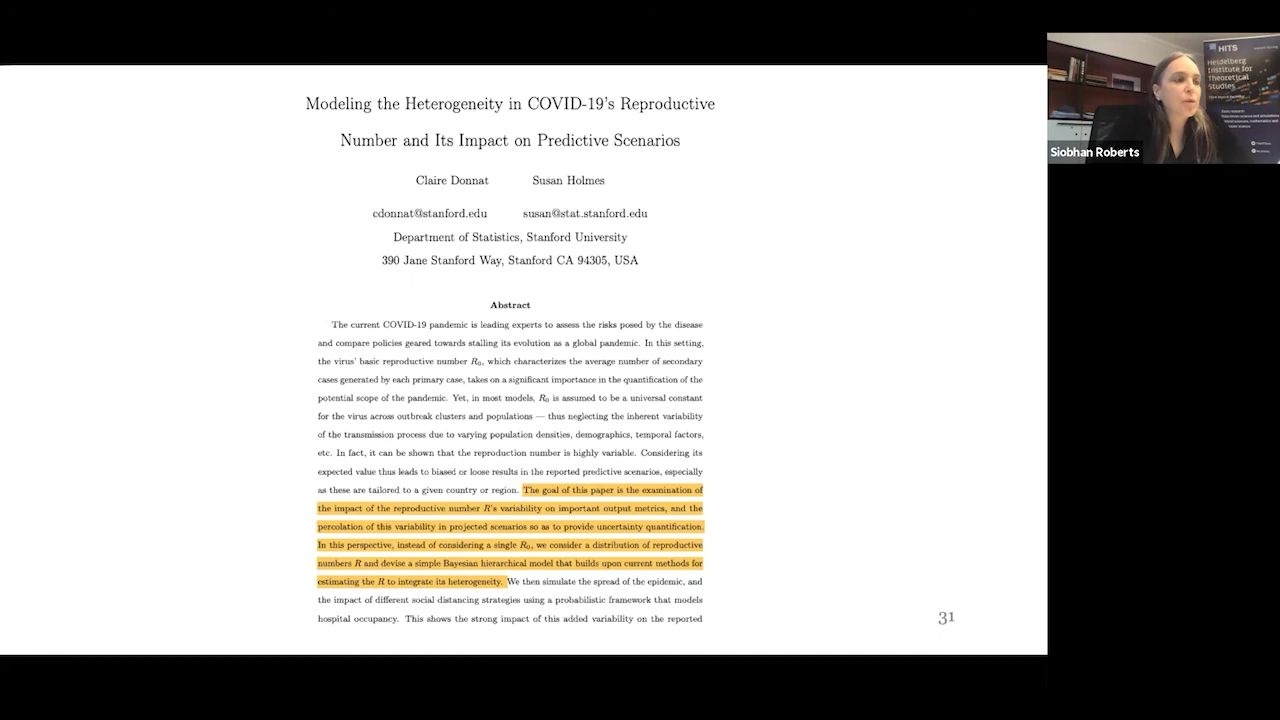 Modeling the Heterogeneity in COVID-19's Reproductive
Number and Its Impact on Predictive Scenarios
Claire Donnat Susan Holmes
cdonnat@stanford.edu susan@stat.stanford.edu
Department of Statistics, Stanford University
390 Jane Stanford Way, Stanford CA 94305, USA
Abstract
The current COVID-19 pandemic is leading experts to assess the risks posed by the disease
and compare policies geared towards stalling its evolution as a global pandemic. In this setting,
the virus' basic reproductive number R₀, which characterizes the average number of secondary
cases generated by each primary case, takes on a significant importance in the quantification of the
potential scope of the pandemic. Yet, in most models, R₀ is assumed to be a universal constant
for the virus across outbreak clusters and populations — thus neglecting the inherent variability
of the transmission process due to varying population densities, demographics, temporal factors,
etc. In fact, it can be shown that the reproduction number is highly variable. Considering its
expected value thus leads to biased or loose results in the reported predictive scenarios, especially
as these are tailored to a given country or region. The goal of this paper is the examination of
the impact of the reproductive number R's variability on important output metrics, and the
percolation of this variability in projected scenarios so as to provide uncertainty quantification.
In this perspective, instead of considering a single R₀, we consider a distribution of reproductive
numbers R and devise a simple Bayesian hierarchical model that builds upon current methods for
estimating the R to integrate its heterogeneity. We then simulate the spread of the epidemic, and
the impact of different social distancing strategies using a probabilistic framework that models
hospital occupancy. This shows the strong impact of this added variability on the reported
31
HITS
Heidelberg
Institute for
Theoretical
Studies
Siobhan Roberts